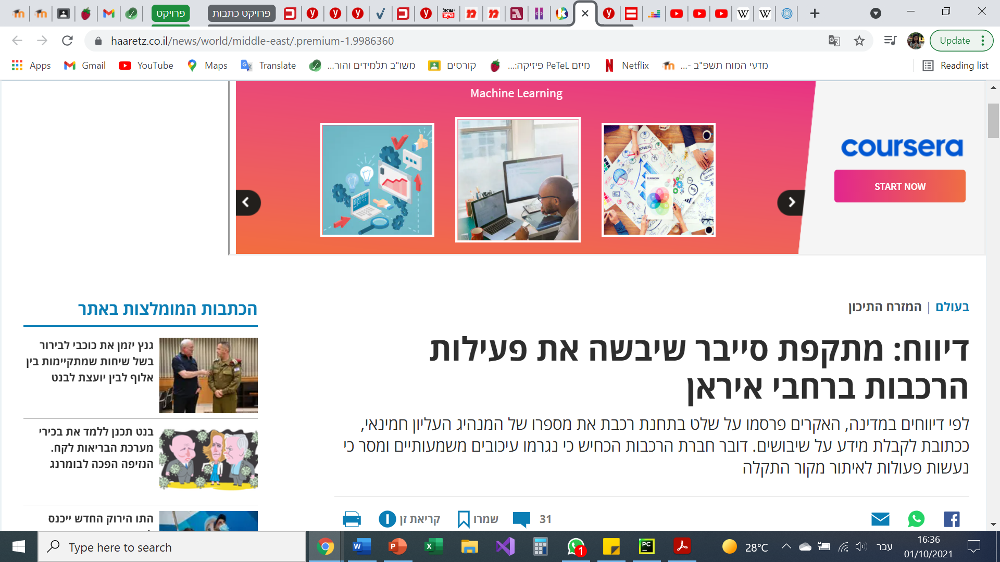 פרויקט
פרויקט כתבות
haaretz.co.il/news/world/middle-east/.premium-1.9986360
Update
Apps
Gmail
YouTube
Maps
Translate
משו"ב תלמידים והור...
קורסים
מיזם PeTeL פיזיקה:...
Netflix
מדעי המוח תשפ"ב -...
Reading list
Machine Learning
coursera
START NOW
בעולם | המזרח התיכון
דיווח: מתקפת סייבר שיבשה את פעילות
הרכבות ברחבי איראן
לפי דיווחים במדינה, האקרים פרסמו על שלט בתחנת רכבת את מספרו של המנהיג העליון חמינאי,
ככתובת לקבלת מידע על שיבושים. דובר חברת הרכבות הכחיש כי נגרמו עיכובים משמעותיים ומסר כי
נעשות פעולות לאיתור מקור התקלה
31
שמרו
קריאת זן
הכתבות המומלצות באתר
גנץ יזמן את כוכבי לבירור
בשל שיחות שמתקיימות בין
אלוף לבין יועצת לבנט
בנט תכנן ללמד את בכירי
מערכת הבריאות לקח.
הנזיפה הפכה לבומרנג
התו הירוק החדש ייכנס
Type here to search
1
28°C
עבר
16:36
01/10/2021